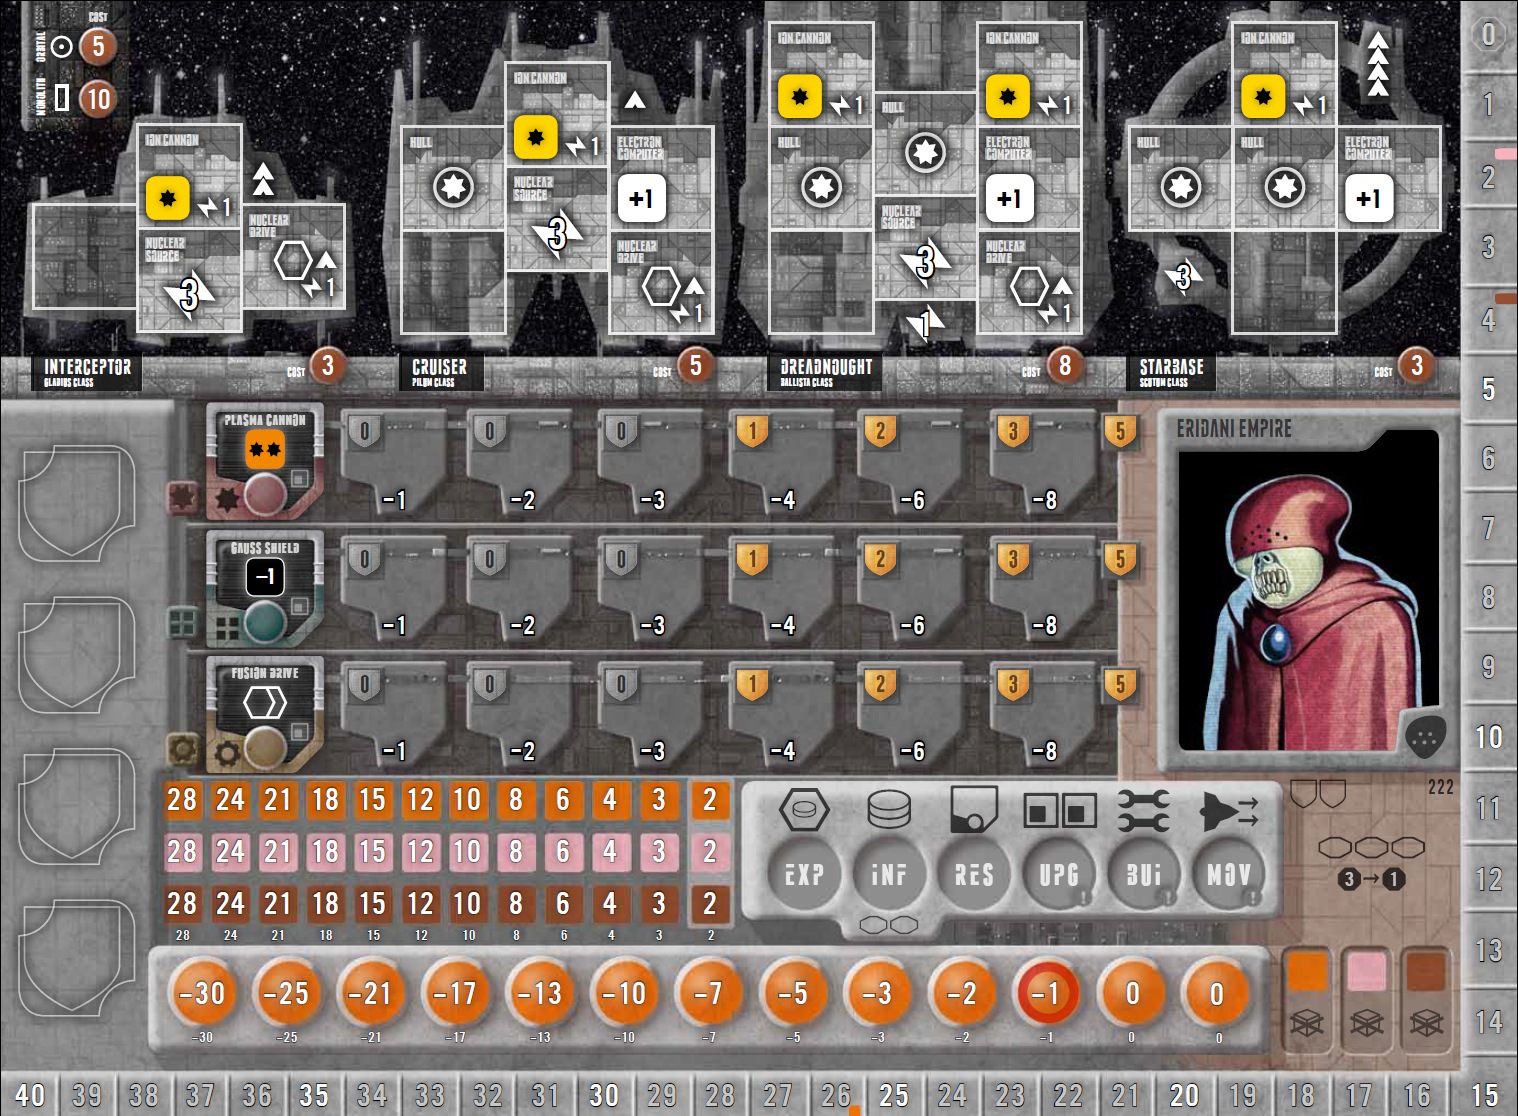 COST
ORBITAL 5
MONOLITH 10
ION CANNON
1
NUCLEAR SOURCE
3
NUCLEAR DRIVE
1
INTERCEPTOR
GLADIUS CLASS
COST 3
ION CANNON
1
HULL
ELECTRON COMPUTER
+1
NUCLEAR SOURCE
3
NUCLEAR DRIVE
1
CRUISER
PILUM CLASS
COST 5
ION CANNON
1
ION CANNON
1
HULL
HULL
ELECTRON COMPUTER
+1
NUCLEAR SOURCE
3
NUCLEAR DRIVE
1
1
DREADNOUGHT
BALLISTA CLASS
COST 8
ION CANNON
1
HULL
HULL
ELECTRON COMPUTER
+1
3
STARBASE
SCUTUM CLASS
COST 3
PLASMA CANNON
0 0 0 1 2 3 5
-1 -2 -3 -4 -6 -8
GAUSS SHIELD
-1
0 0 0 1 2 3 5
-1 -2 -3 -4 -6 -8
FUSION DRIVE
0 0 0 1 2 3 5
-1 -2 -3 -4 -6 -8
ERIDANI EMPIRE
28 24 21 18 15 12 10 8 6 4 3 2
28 24 21 18 15 12 10 8 6 4 3 2
28 24 21 18 15 12 10 8 6 4 3 2
28 24 21 18 15 12 10 8 6 4 3 2
EXP INF RES UPG BUI MOV
! ! !
222
3→1
-30 -25 -21 -17 -13 -10 -7 -5 -3 -2 -1 0 0
-30 -25 -21 -17 -13 -10 -7 -5 -3 -2 -1 0 0
0
1
2
3
4
5
6
7
8
9
10
11
12
13
14
40 39 38 37 36 35 34 33 32 31 30 29 28 27 26 25 24 23 22 21 20 19 18 17 16 15